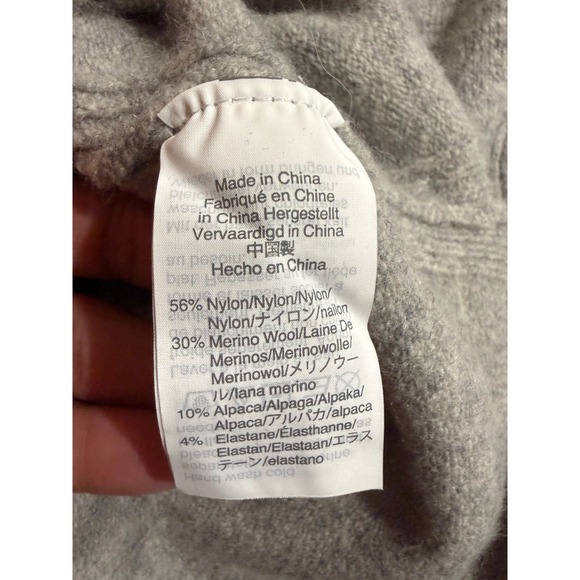 Made in China
Fabriqué en Chine
in China Hergestellt
Vervaardigd in China
中国製
Hecho en China
56% Nylon/Nylon/Nylon/
Nylon/ナイロン/nailon
30% Merino Wool/Laine De
Merinos/Merinowolle/
Merinowol/メリノウー
ル/lana merino
10% Alpaca/Alpaga/Alpaka/
Alpaca/アルパカ/alpaca
4% Elastane/Élasthanne/
Elastan/Elastaan/エラス
テーン/elastano